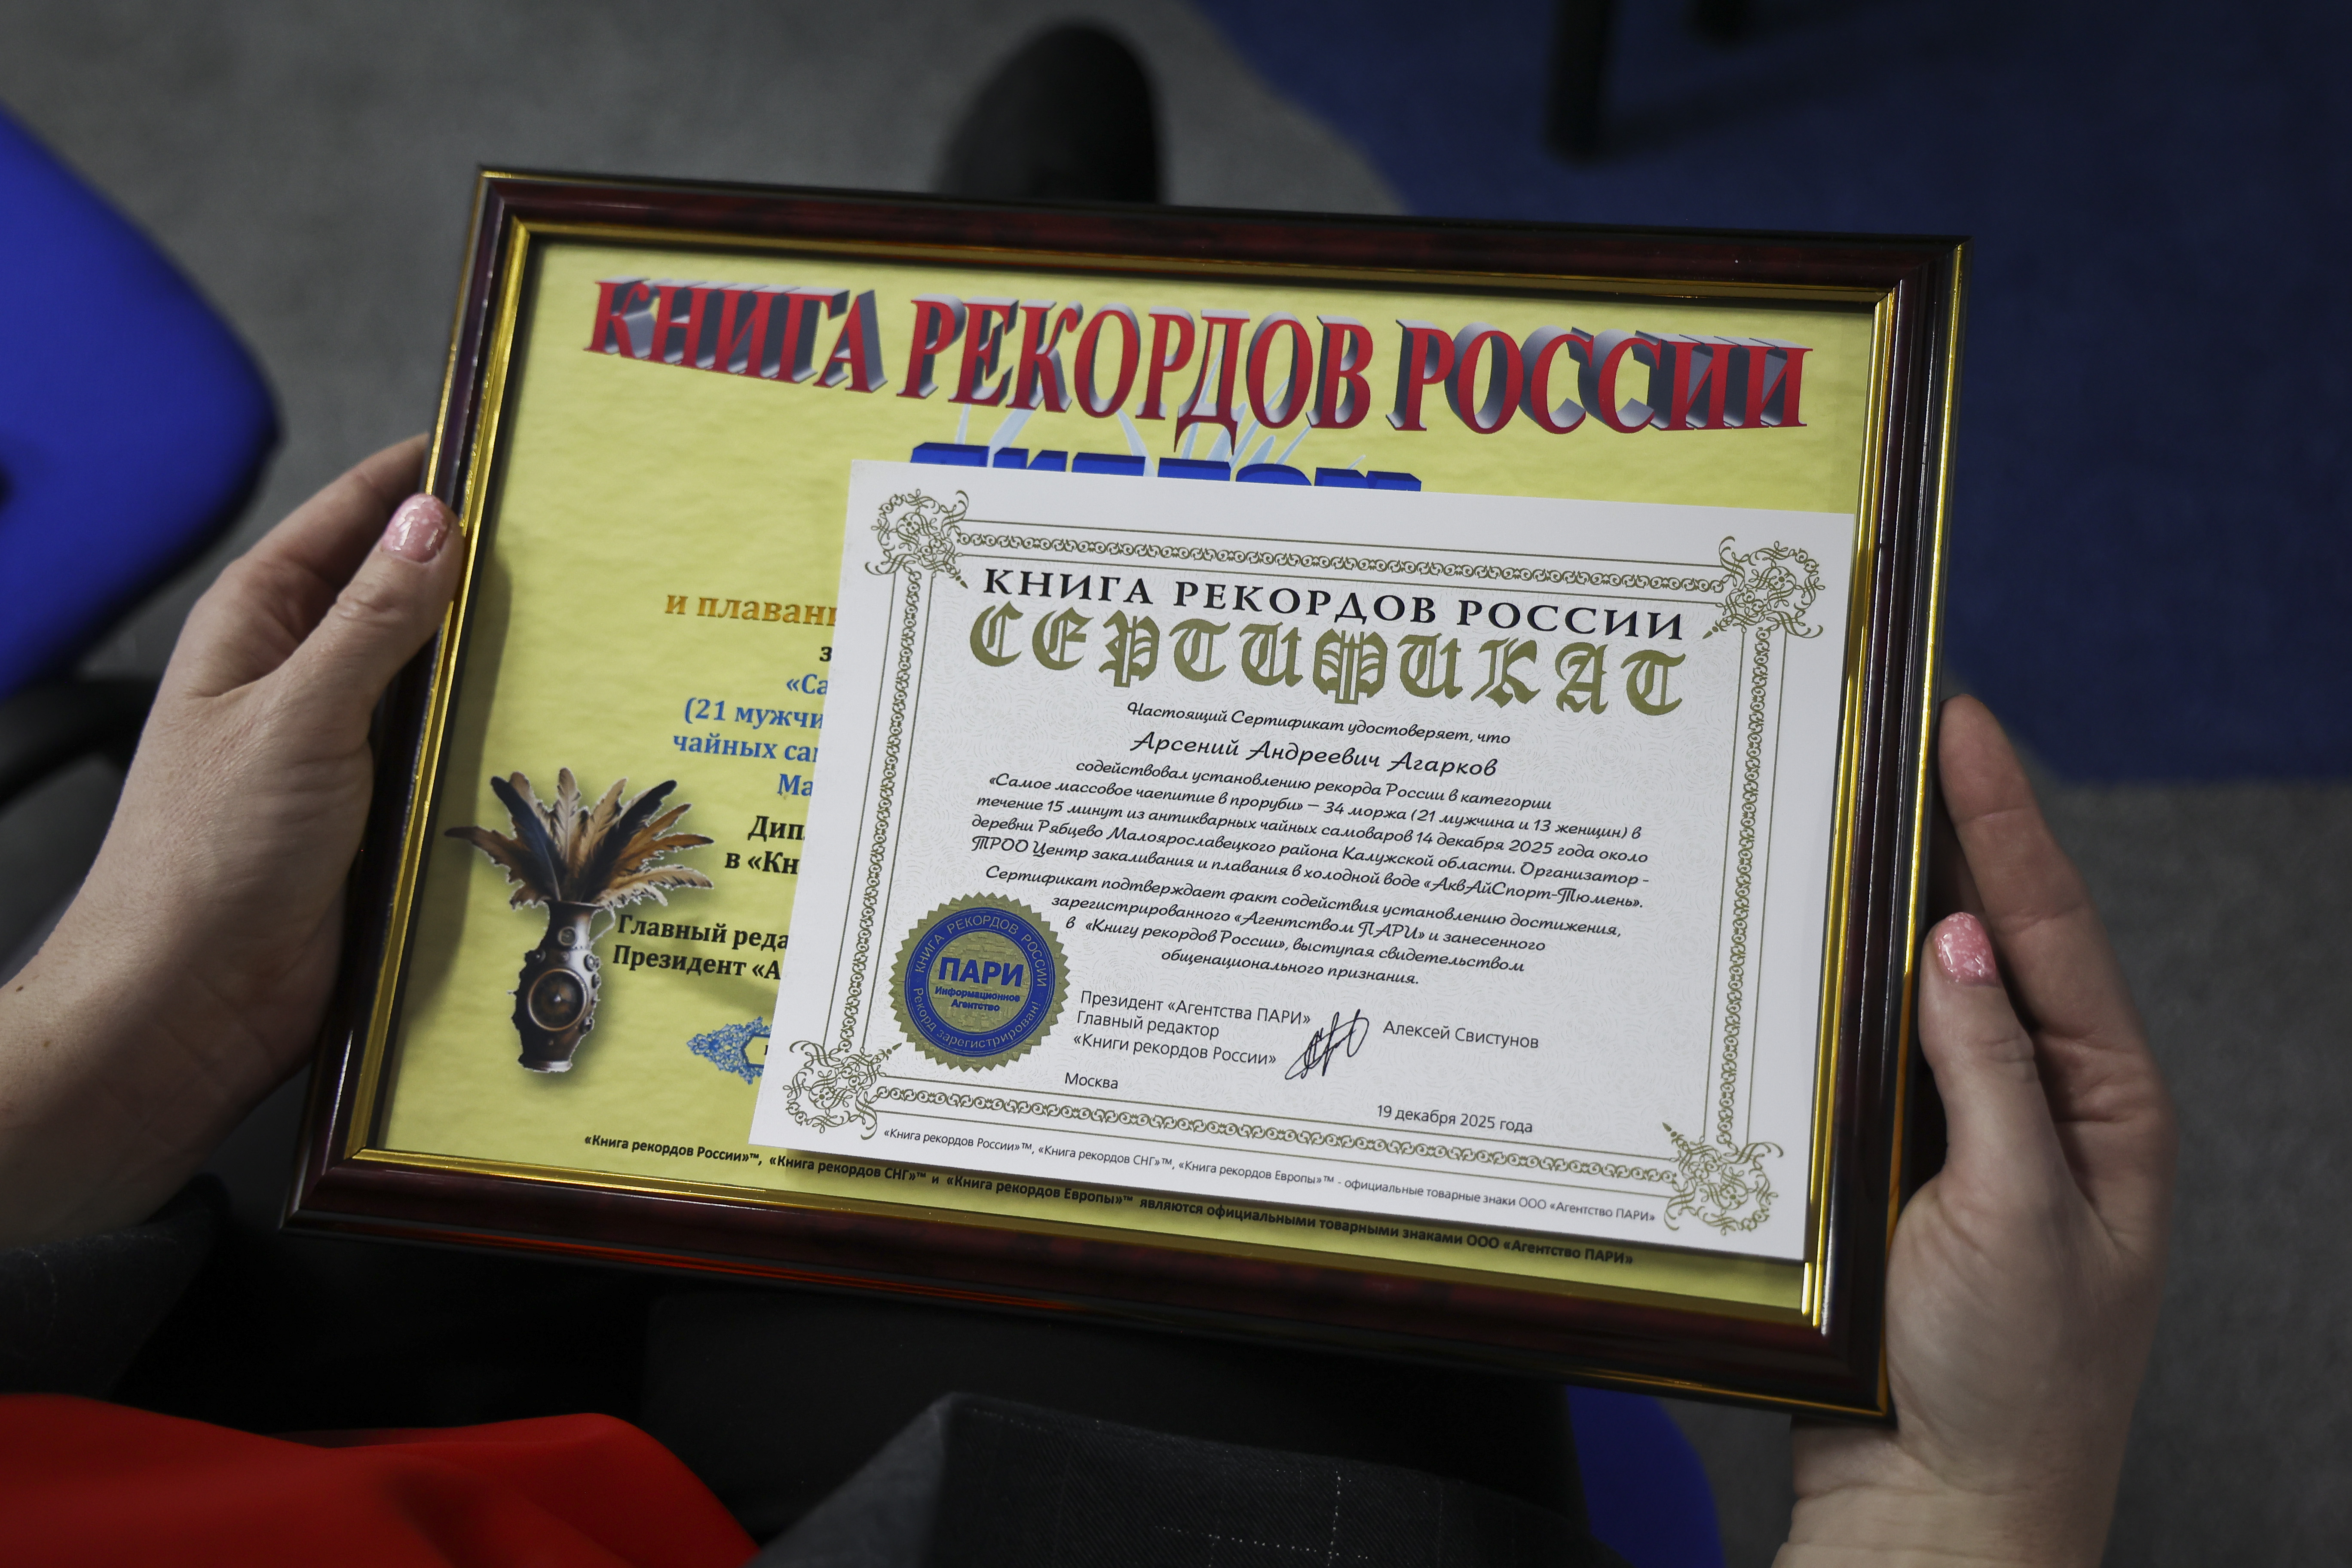 КНИГА РЕКОРДОВ РОССИИ
и плавани
«Са
(21 мужчи
чайных сам
Ма
Дип
в «Кн
Главный реда
Президент «А
«Книга рекордов России»™, «Книга рекордов СНГ»™ и «Книга рекордов Европы»™ являются официальными товарными знаками ООО «Агентство ПАРИ»
КНИГА РЕКОРДОВ РОССИИ
СЕРТИФИКАТ
Настоящий Сертификат удостоверяет, что
Арсений Андреевич Агарков
содействовал установлению рекорда России в категории
«Самое массовое чаепитие в проруби» – 34 моржа (21 мужчина и 13 женщин) в
течение 15 минут из антикварных чайных самоваров 14 декабря 2025 года около
деревни Рябцево Малоярославецкого района Калужской области. Организатор -
ТРОО Центр закаливания и плавания в холодной воде «АквАйСпорт-Тюмень».
Сертификат подтверждает факт содействия установлению достижения,
зарегистрированного «Агентством ПАРИ» и занесенного
в «Книгу рекордов России», выступая свидетельством
общенационального признания.
КНИГА РЕКОРДОВ РОССИИ
ПАРИ
Информационное
Агентство
Рекорд зарегистрирован!
Президент «Агентства ПАРИ»
Главный редактор
«Книги рекордов России»
Алексей Свистунов
Москва
19 декабря 2025 года
«Книга рекордов России»™, «Книга рекордов СНГ»™, «Книга рекордов Европы»™ - официальные товарные знаки ООО «Агентство ПАРИ»